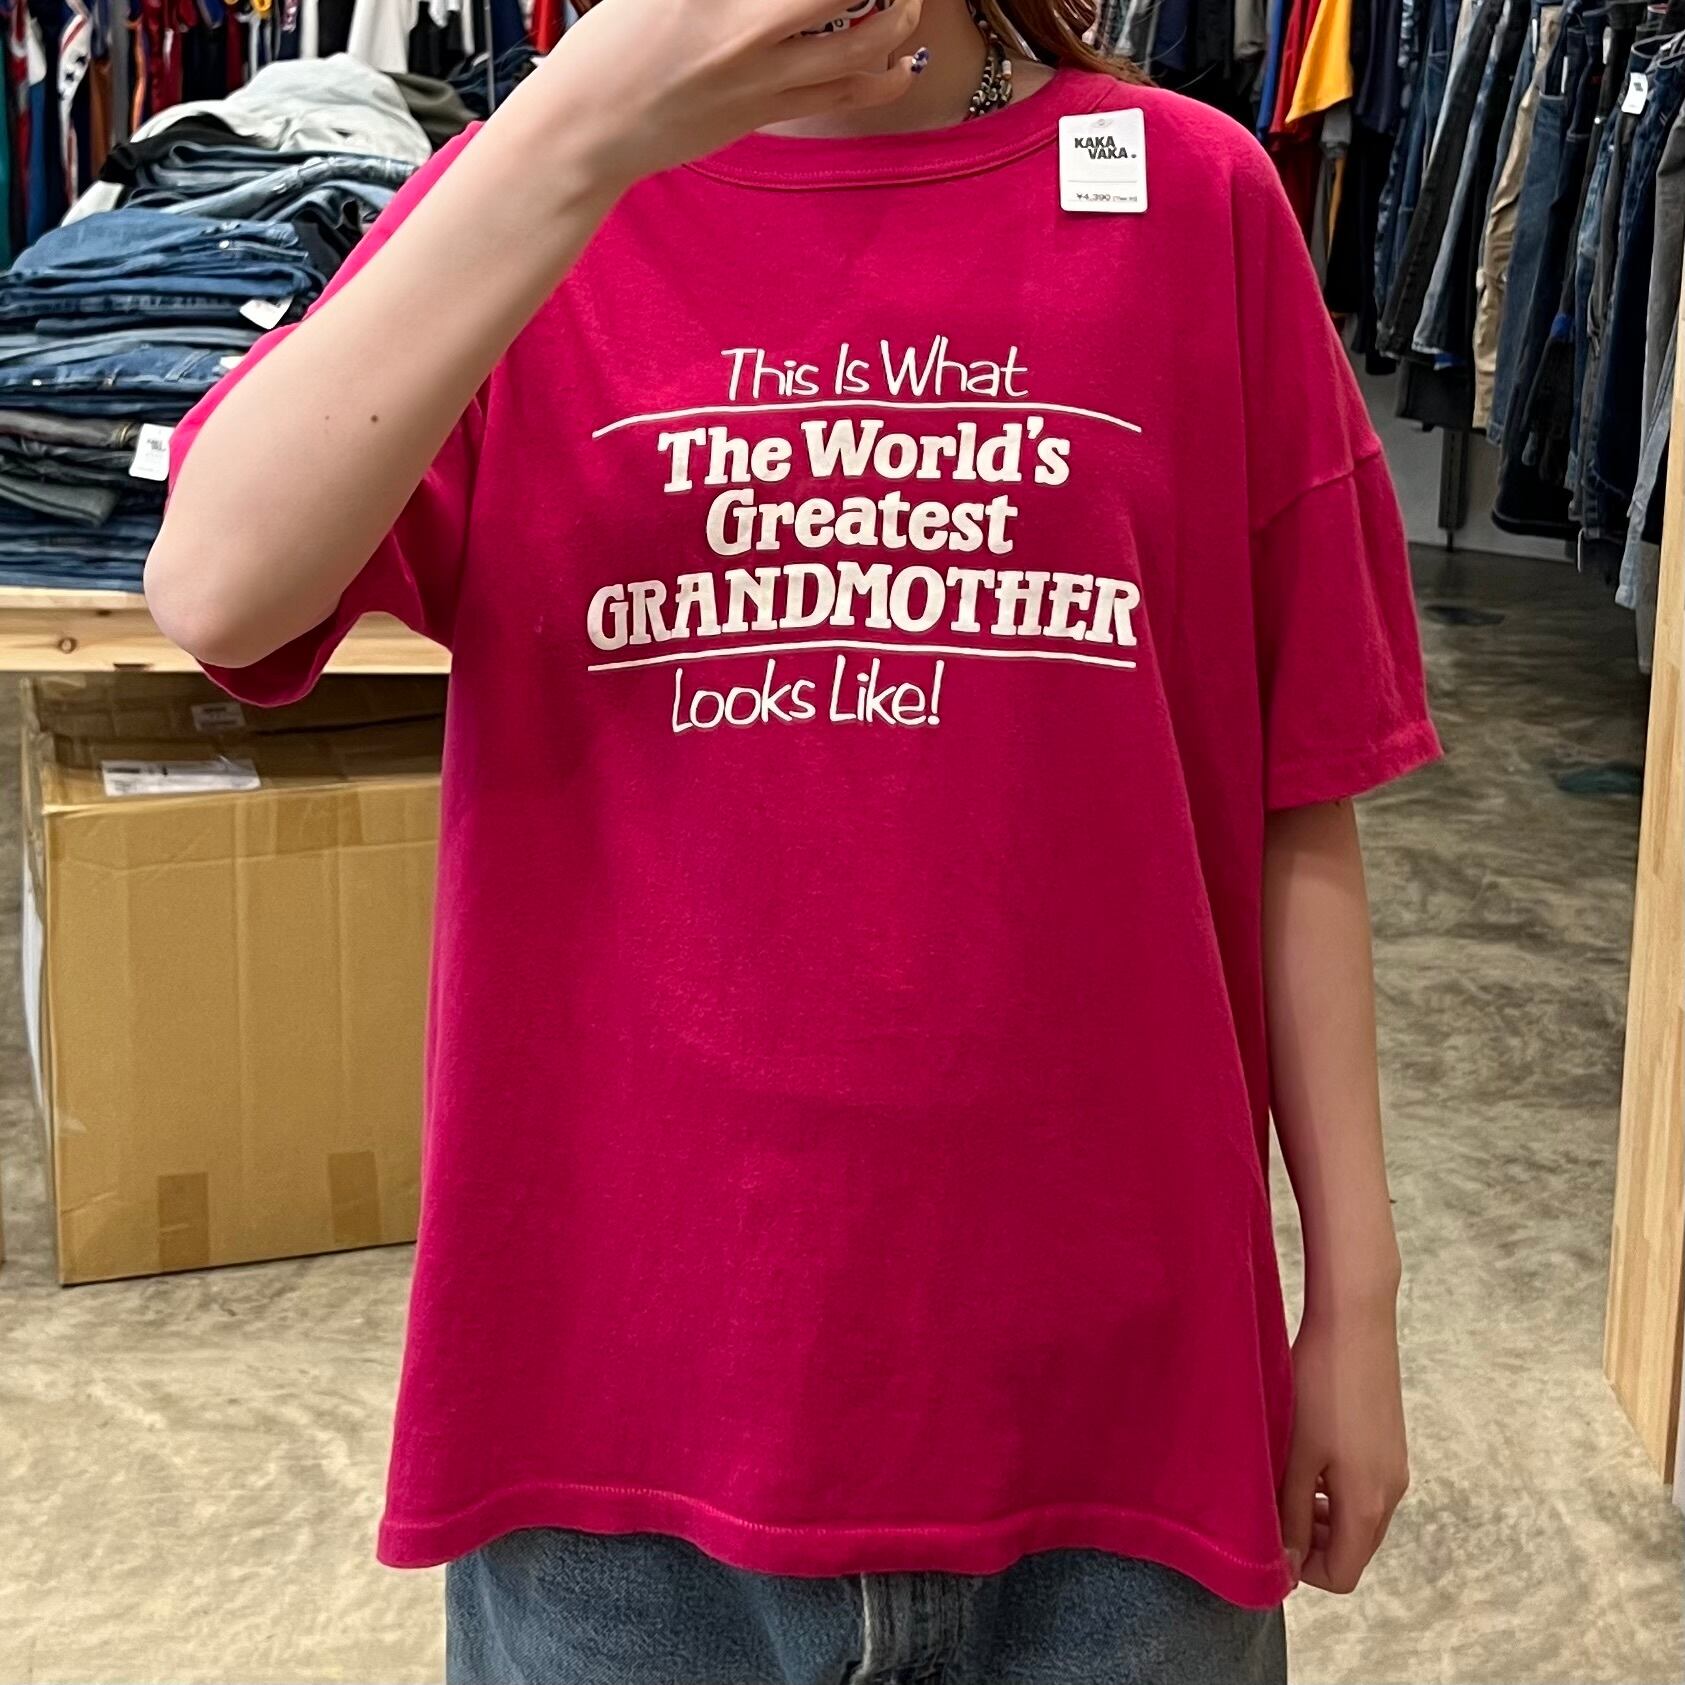 KAKA
VAKA.
¥4,390
This Is What
The World's
Greatest
GRANDMOTHER
Looks Like!